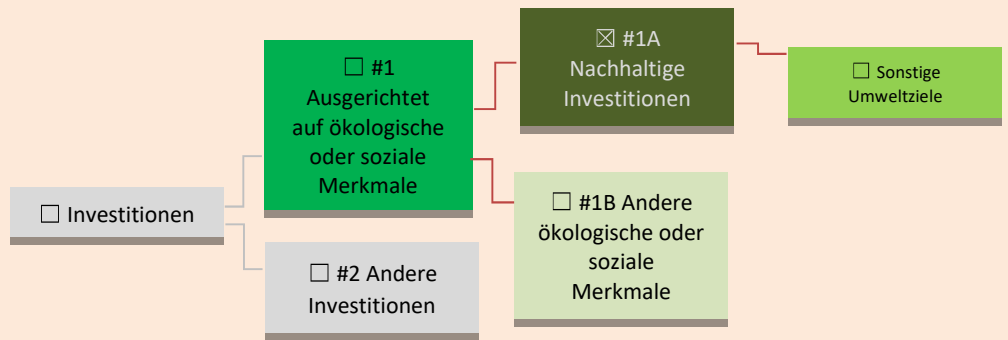 ☐ Investitionen
☐ #1
Ausgerichtet
auf ökologische
oder soziale
Merkmale
☐ #2 Andere
Investitionen
☒ #1A
Nachhaltige
Investitionen
☐ #1B Andere
ökologische oder
soziale
Merkmale
☐ Sonstige
Umweltziele